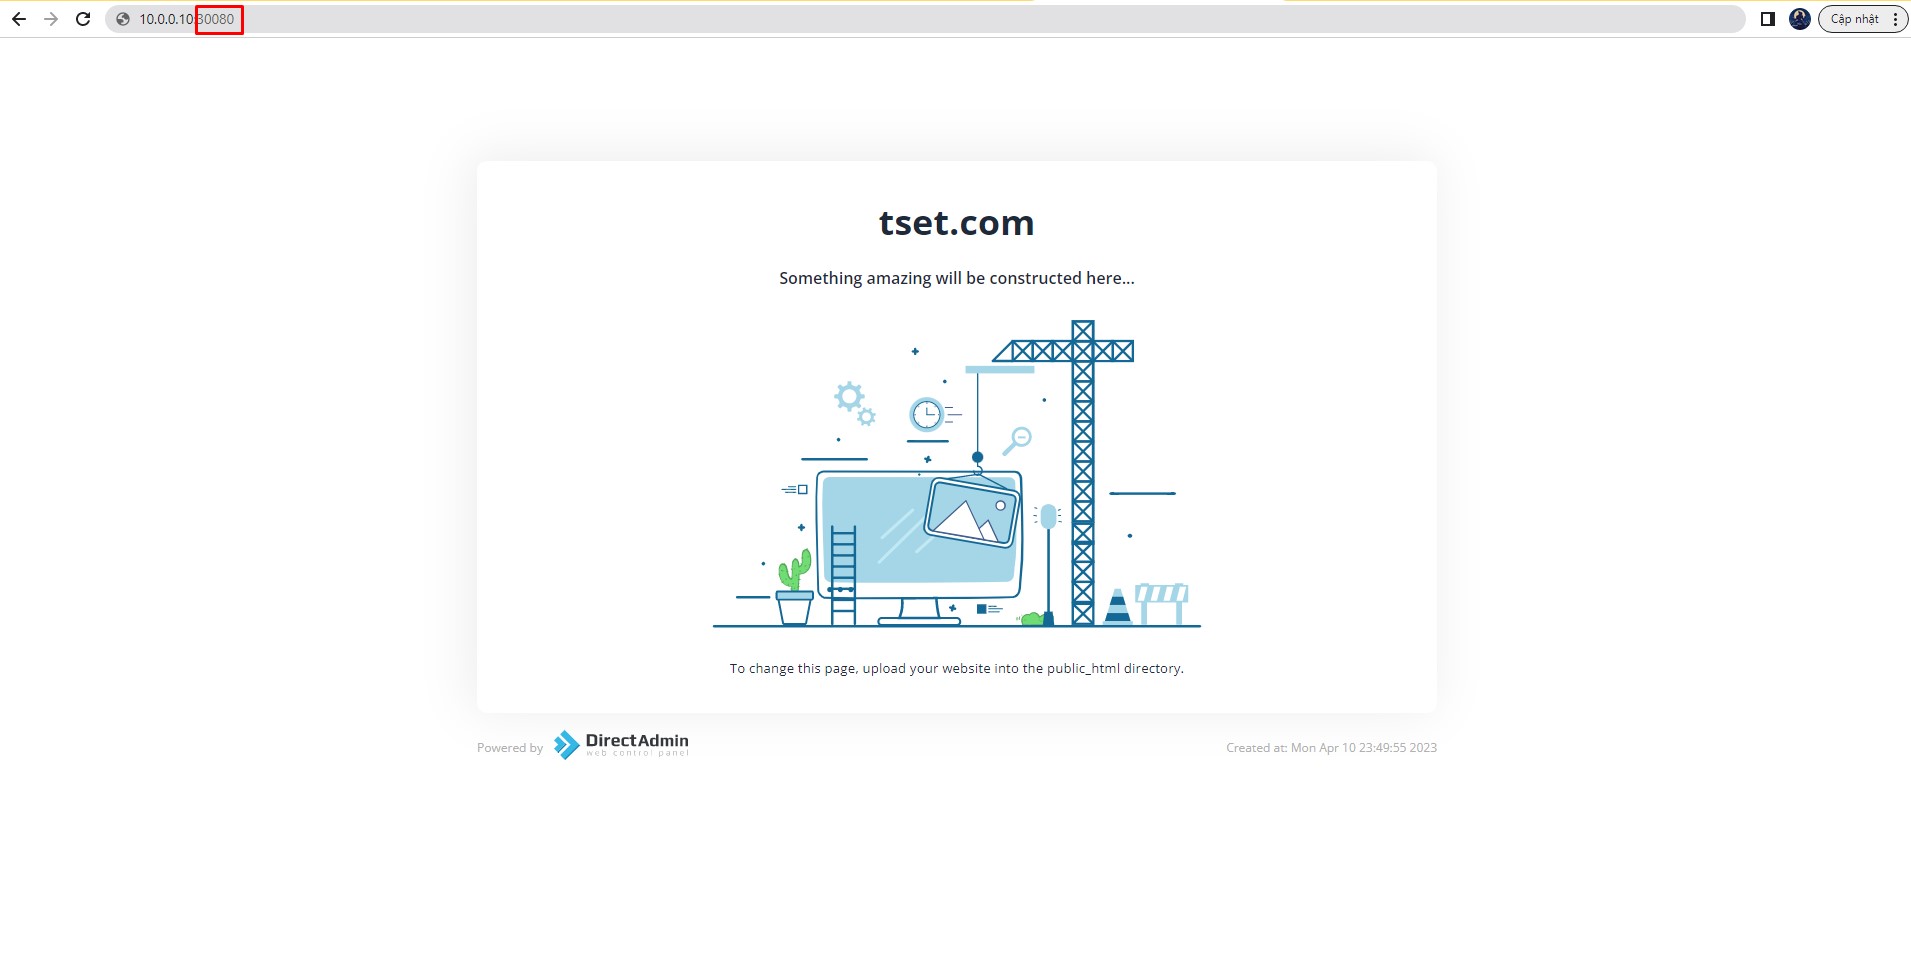 10.0.0.10:30080
Cập nhật
tset.com
Something amazing will be constructed here...
To change this page, upload your website into the public_html directory.
Powered by DirectAdmin
web control panel
Created at: Mon Apr 10 23:49:55 2023